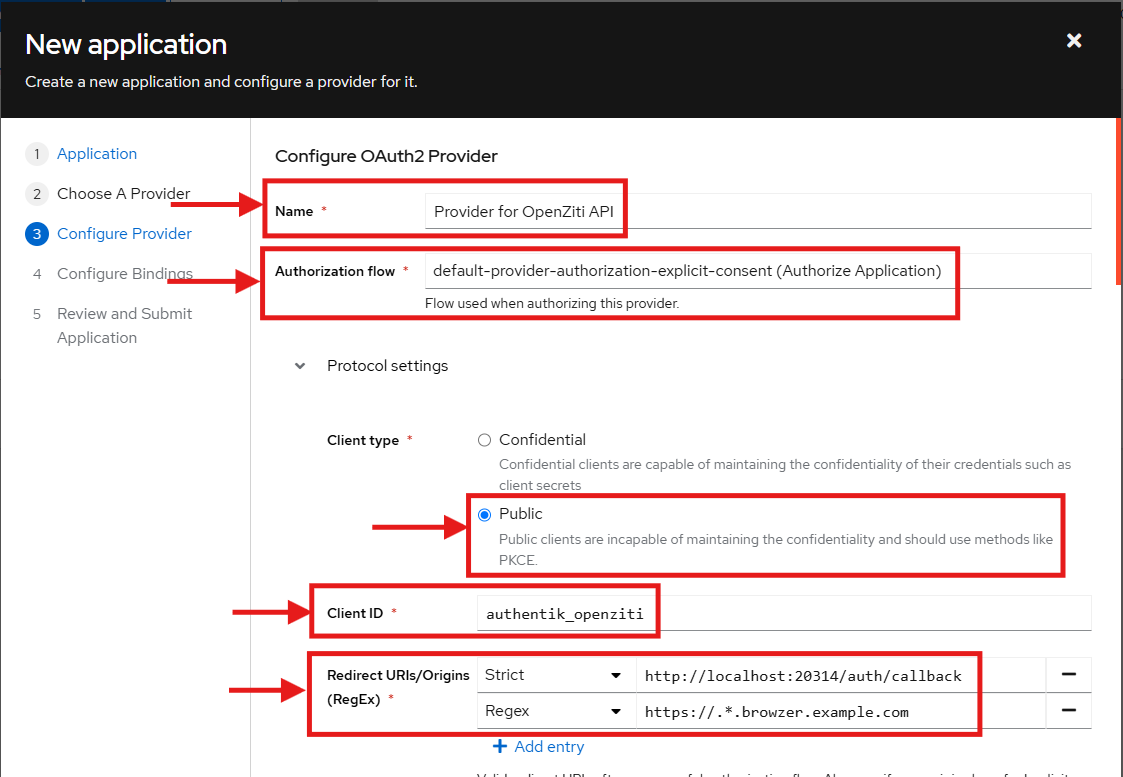 New application
Create a new application and configure a provider for it.
1 Application
2 Choose A Provider
3 Configure Provider
4 Configure Bindings
5 Review and Submit
Application
Configure OAuth2 Provider
Name * Provider for OpenZiti API
Authorization flow * default-provider-authorization-explicit-consent (Authorize Application)
Flow used when authorizing this provider.
Protocol settings
Client type * Confidential
Confidential clients are capable of maintaining the confidentiality of their credentials such as
client secrets
Public
Public clients are incapable of maintaining the confidentiality and should use methods like
PKCE.
Client ID * authentik_openziti
Redirect URIs/Origins
(RegEx) *
Strict http://localhost:20314/auth/callback
Regex https://.*.browzer.example.com
Add entry